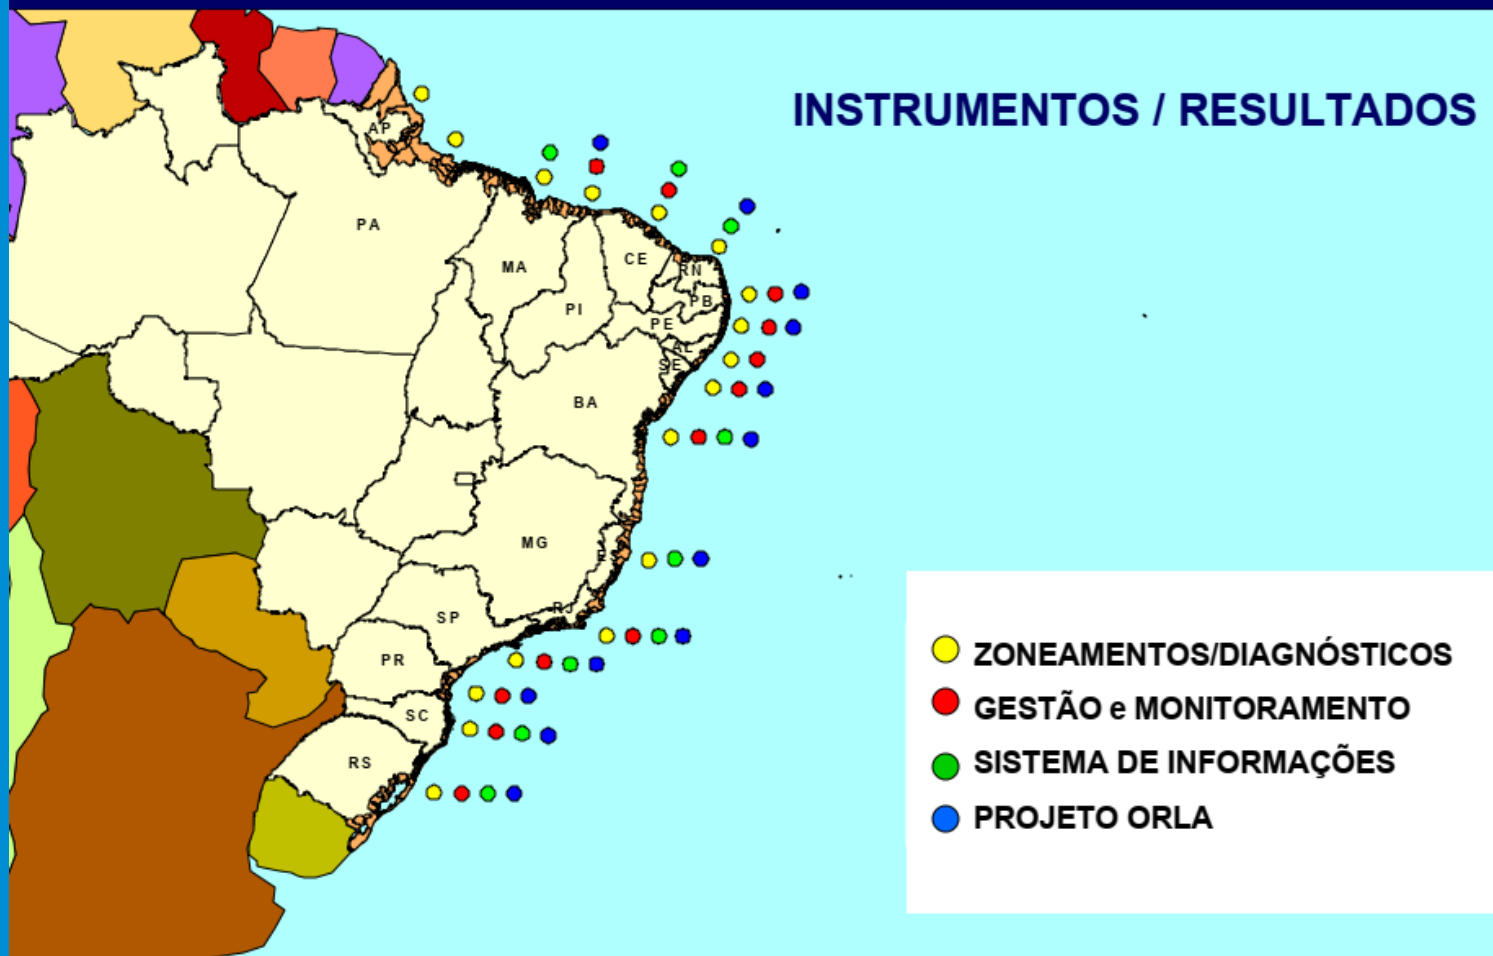 INSTRUMENTOS / RESULTADOS
AP
PA
MA
CE
RN
PI
PB
PE
AL
SE
BA
MG
ES
RJ
SP
PR
SC
RS
ZONEAMENTOS/DIAGNÓSTICOS
GESTÃO e MONITORAMENTO
SISTEMA DE INFORMAÇÕES
PROJETO ORLA